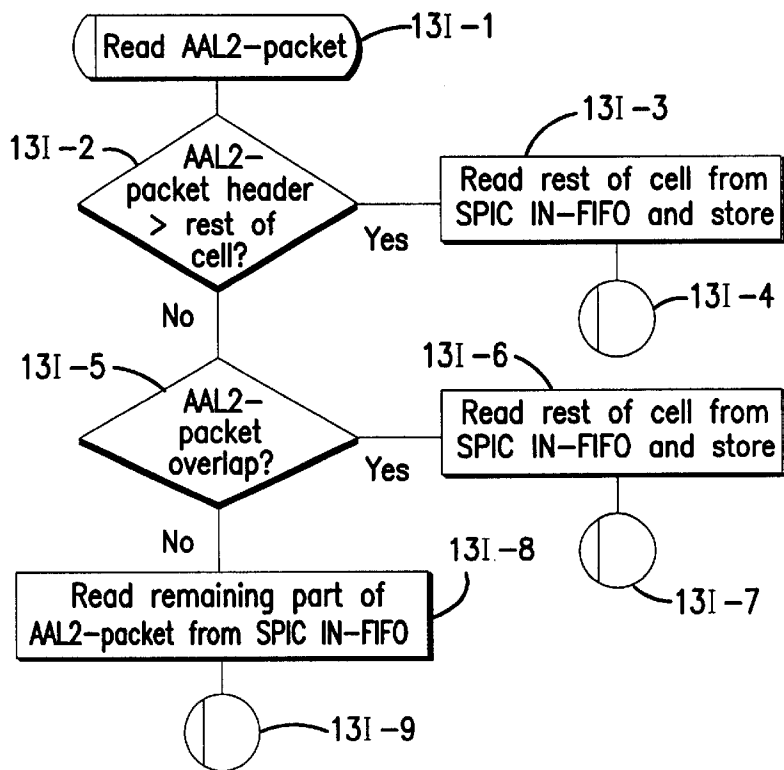 13I-1
Read AAL2-packet
13I-2
AAL2-
packet header
> rest of
cell?
Yes
No
13I-3
Read rest of cell from
SPIC IN-FIFO and store
13I-4
13I-5
AAL2-
packet
overlap?
Yes
No
13I-6
Read rest of cell from
SPIC IN-FIFO and store
13I-7
13I-8
Read remaining part of
AAL2-packet from SPIC IN-FIFO
13I-9